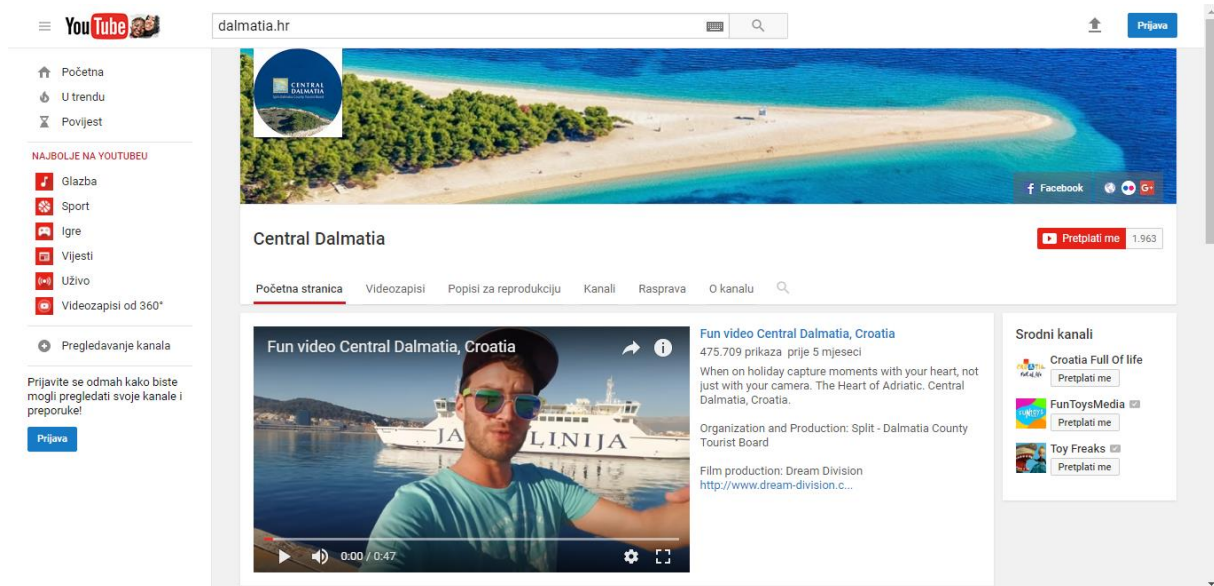 YouTube
dalmatia.hr
Prijava
Početna
U trendu
Povijest
NAJBOLJE NA YOUTUBEU
Glazba
Sport
Igre
Vijesti
Uživo
Videozapisi od 360°
Pregledavanje kanala
Prijavite se odmah kako biste
mogli pregledati svoje kanale i
preporuke!
Prijava
CENTRAL
DALMATIA
Facebook
G+
Central Dalmatia
Pretplati me 1.963
Početna stranica Videozapisi Popisi za reprodukciju Kanali Rasprava O kanalu
Fun video Central Dalmatia, Croatia
JA LINIJA
0:00 / 0:47
Fun video Central Dalmatia, Croatia
475.709 prikaza prije 5 mjeseci
When on holiday capture moments with your heart, not
just with your camera. The Heart of Adriatic. Central
Dalmatia, Croatia.
Organization and Production: Split - Dalmatia County
Tourist Board
Film production: Dream Division
http://www.dream-division.c...
Srodni kanali
Croatia Full Of life
Pretplati me
FunToysMedia
Pretplati me
Toy Freaks
Pretplati me